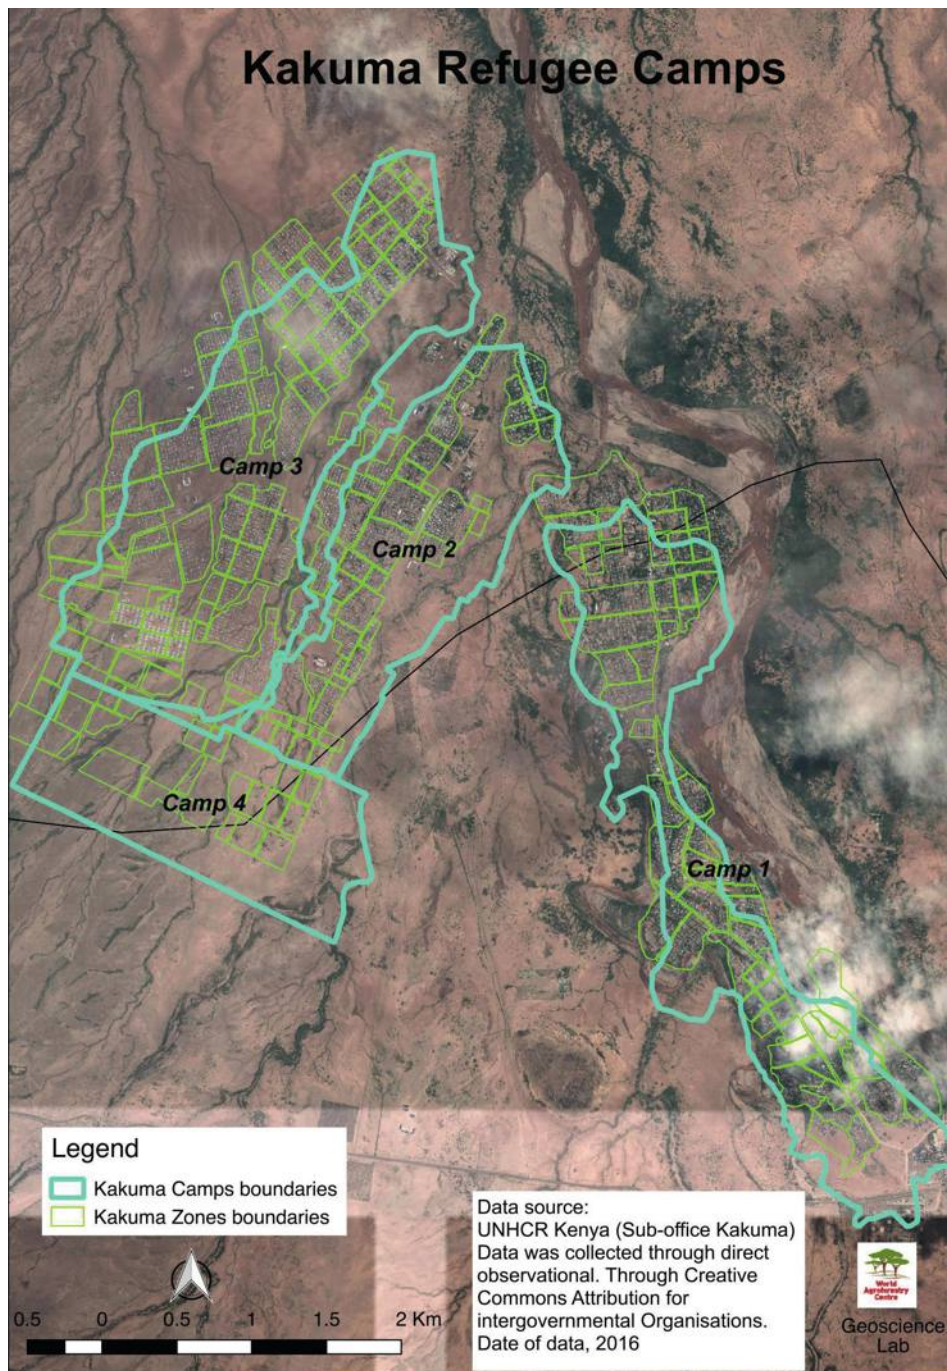 Kakuma Refugee Camps
Camp 3
Camp 2
Camp 4
Camp 1
Legend
Kakuma Camps boundaries
Kakuma Zones boundaries
0.5 0 0.5 1 2 Km
Data source:
UNHCR Kenya (Sub-office Kakuma)
Data was collected through direct
observational. Through Creative
Commons Attribution for
intergovernmental Organisations.
Date of data, 2016
World
Agroforestry
Centre
Geoscience
Lab